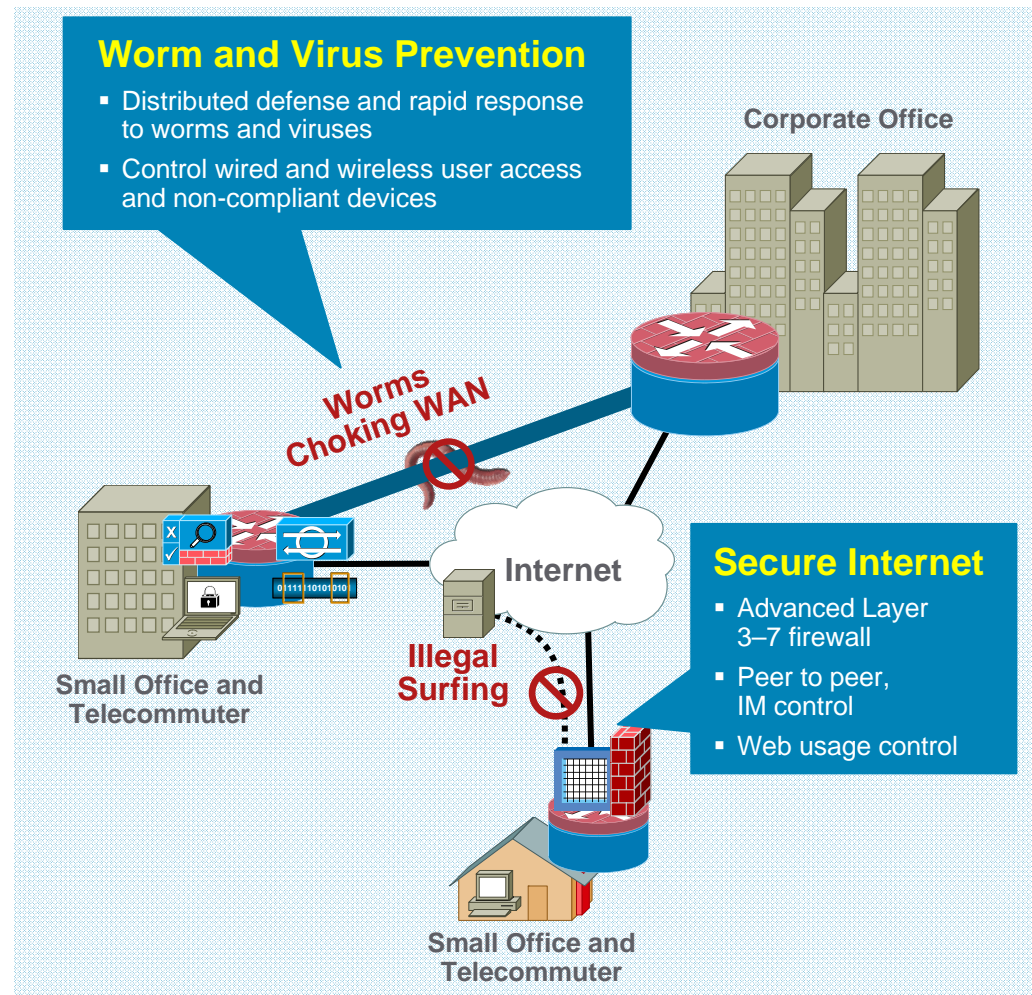 Worm and Virus Prevention
▪ Distributed defense and rapid response
to worms and viruses
▪ Control wired and wireless user access
and non-compliant devices
Corporate Office
Worms
Choking WAN
X
✓
01111110101010
Internet
Illegal
Surfing
Small Office and
Telecommuter
Secure Internet
▪ Advanced Layer
3–7 firewall
▪ Peer to peer,
IM control
▪ Web usage control
Small Office and
Telecommuter